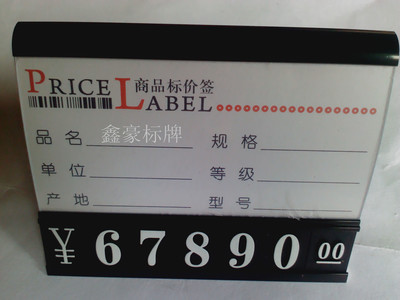 PRICE 商品标价签
LABEL
品名 鑫豪标牌 规格
单位 等级
产地 型号
¥ 67890 00